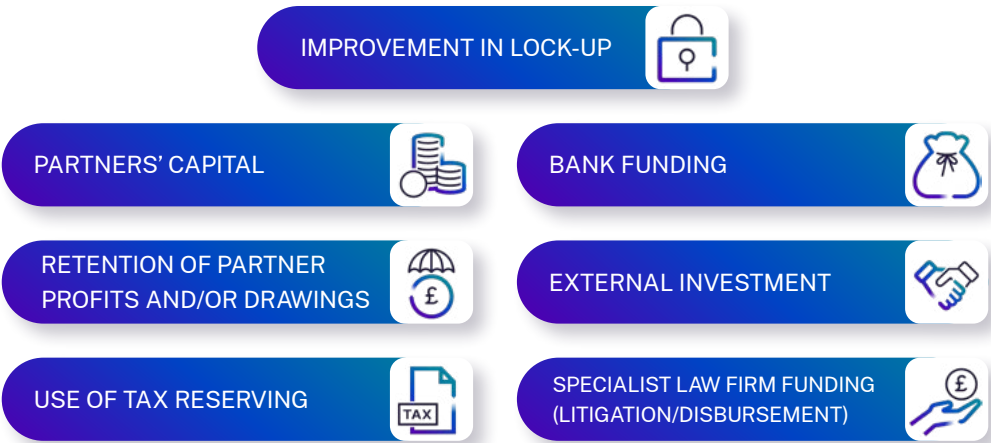 IMPROVEMENT IN LOCK-UP
PARTNERS’ CAPITAL
BANK FUNDING
RETENTION OF PARTNER
PROFITS AND/OR DRAWINGS
£
EXTERNAL INVESTMENT
USE OF TAX RESERVING
TAX
SPECIALIST LAW FIRM FUNDING
(LITIGATION/DISBURSEMENT)
£